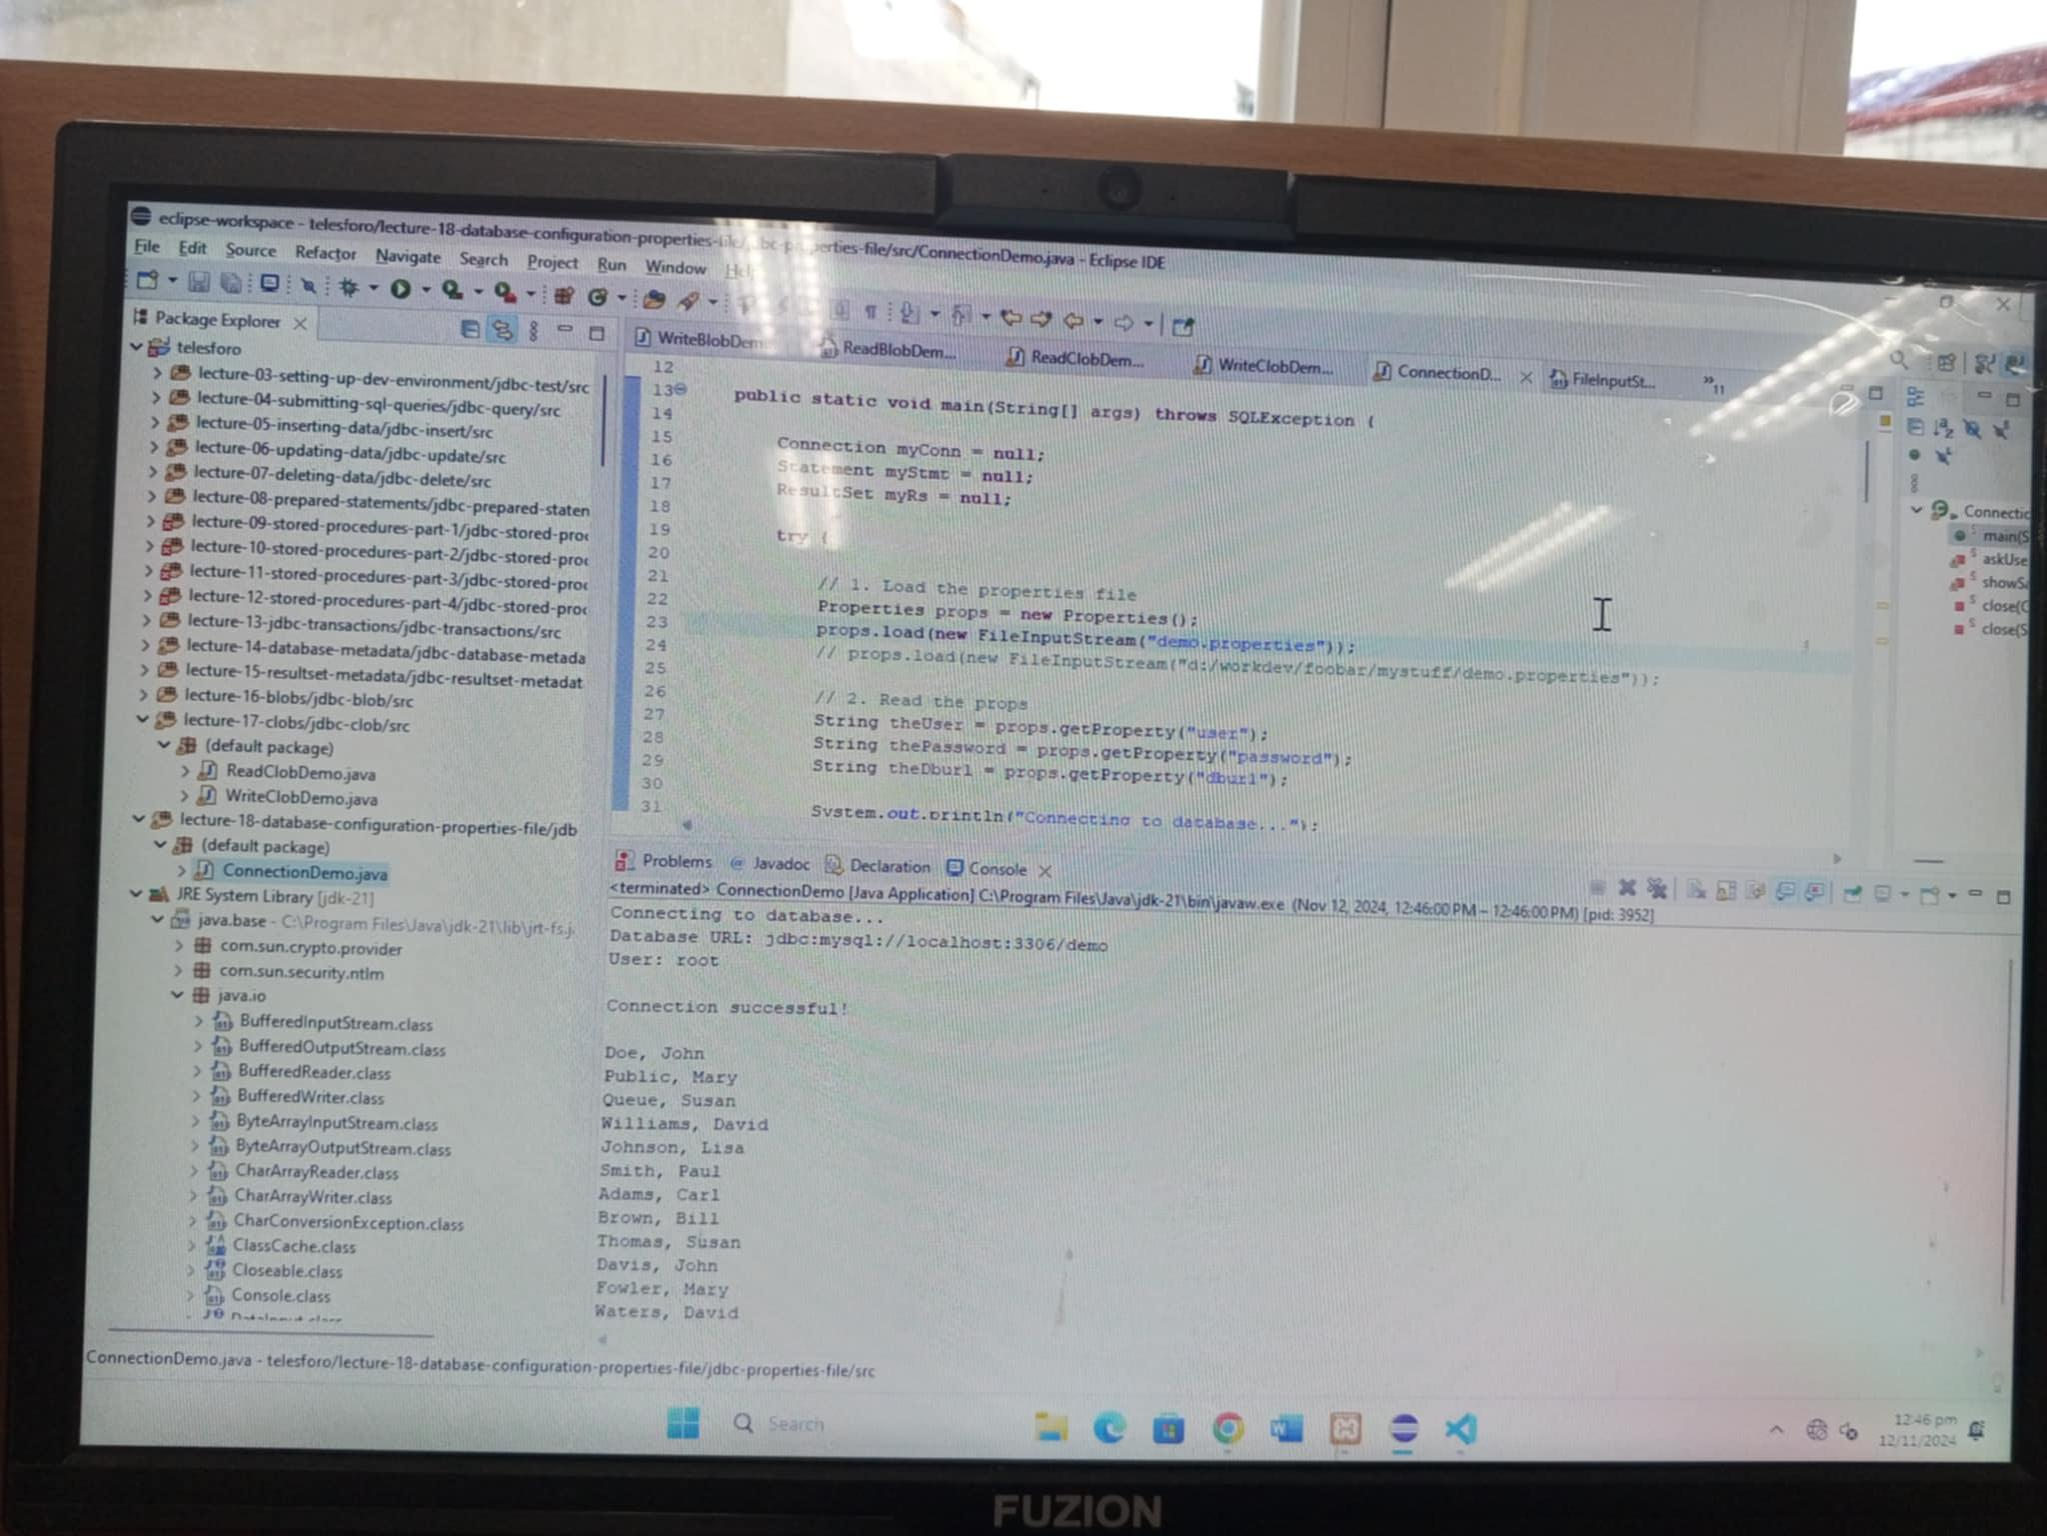 eclipse-workspace - telesforo/lecture-18-database-configuration-properties-file/jdbc-properties-file/src/ConnectionDemo.java - Eclipse IDE
File Edit Source Refactor Navigate Search Project Run Window Help
Package Explorer
telesforo
lecture-03-setting-up-dev-environment/jdbc-test/src
lecture-04-submitting-sql-queries/jdbc-query/src
lecture-05-inserting-data/jdbc-insert/src
lecture-06-updating-data/jdbc-update/src
lecture-07-deleting-data/jdbc-delete/src
lecture-08-prepared-statements/jdbc-prepared-staten
lecture-09-stored-procedures-part-1/jdbc-stored-proc
lecture-10-stored-procedures-part-2/jdbc-stored-proc
lecture-11-stored-procedures-part-3/jdbc-stored-proc
lecture-12-stored-procedures-part-4/jdbc-stored-proc
lecture-13-jdbc-transactions/jdbc-transactions/src
lecture-14-database-metadata/jdbc-database-metada
lecture-15-resultset-metadata/jdbc-resultset-metadat
lecture-16-blobs/jdbc-blob/src
lecture-17-clobs/jdbc-clob/src
(default package)
ReadClobDemo.java
WriteClobDemo.java
lecture-18-database-configuration-properties-file/jdb
(default package)
ConnectionDemo.java
JRE System Library [jdk-21]
java.base - C:\Program Files\Java\jdk-21\lib\jrt-fs.j
com.sun.crypto.provider
com.sun.security.ntlm
java.io
BufferedInputStream.class
BufferedOutputStream.class
BufferedReader.class
BufferedWriter.class
ByteArrayInputStream.class
ByteArrayOutputStream.class
CharArrayReader.class
CharArrayWriter.class
CharConversionException.class
ClassCache.class
Closeable.class
Console.class
WriteBlobDem... ReadBlobDem... ReadClobDem... WriteClobDem... ConnectionD... FileInputSt... »11
12
13 public static void main(String[] args) throws SQLException {
14
15 Connection myConn = null;
16 Statement myStmt = null;
17 ResultSet myRs = null;
18
19 try {
20
21 // 1. Load the properties file
22 Properties props = new Properties();
23 props.load(new FileInputStream("demo.properties"));
24 // props.load(new FileInputStream("d:/workdev/foobar/mystuff/demo.properties"));
25
26 // 2. Read the props
27 String theUser = props.getProperty("user");
28 String thePassword = props.getProperty("password");
29 String theDburl = props.getProperty("dburl");
30
31 System.out.println("Connecting to database...");
Connectio
main(S
askUse
showSa
close(C
close(S
Problems Javadoc Declaration Console
<terminated> ConnectionDemo [Java Application] C:\Program Files\Java\jdk-21\bin\javaw.exe (Nov 12, 2024, 12:46:00 PM – 12:46:00 PM) [pid: 3952]
Connecting to database...
Database URL: jdbc:mysql://localhost:3306/demo
User: root
Connection successful!
Doe, John
Public, Mary
Queue, Susan
Williams, David
Johnson, Lisa
Smith, Paul
Adams, Carl
Brown, Bill
Thomas, Susan
Davis, John
Fowler, Mary
Waters, David
ConnectionDemo.java - telesforo/lecture-18-database-configuration-properties-file/jdbc-properties-file/src
Search
12:46 pm
12/11/2024
FUZION